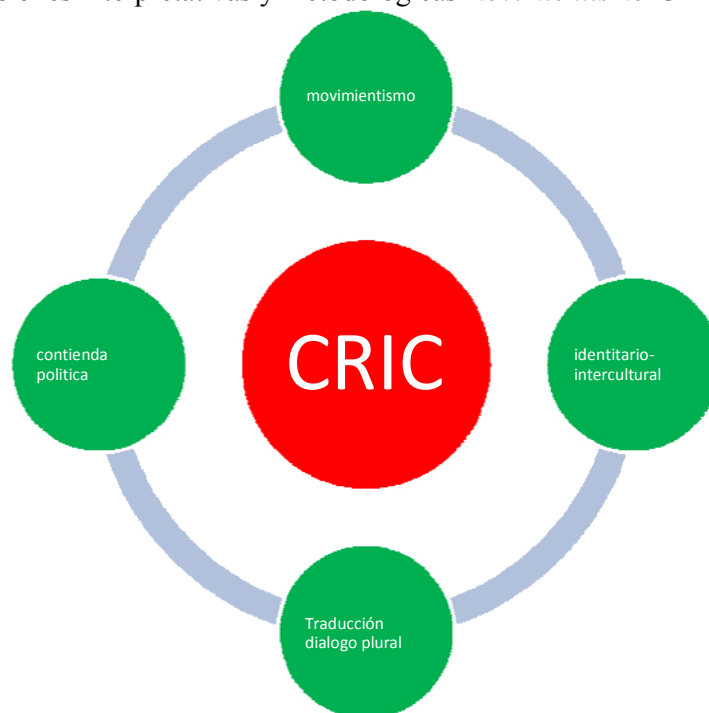 y
movimientismo
CRIC
contienda
politica
identitario-
intercultural
Traducción
dialogo plural